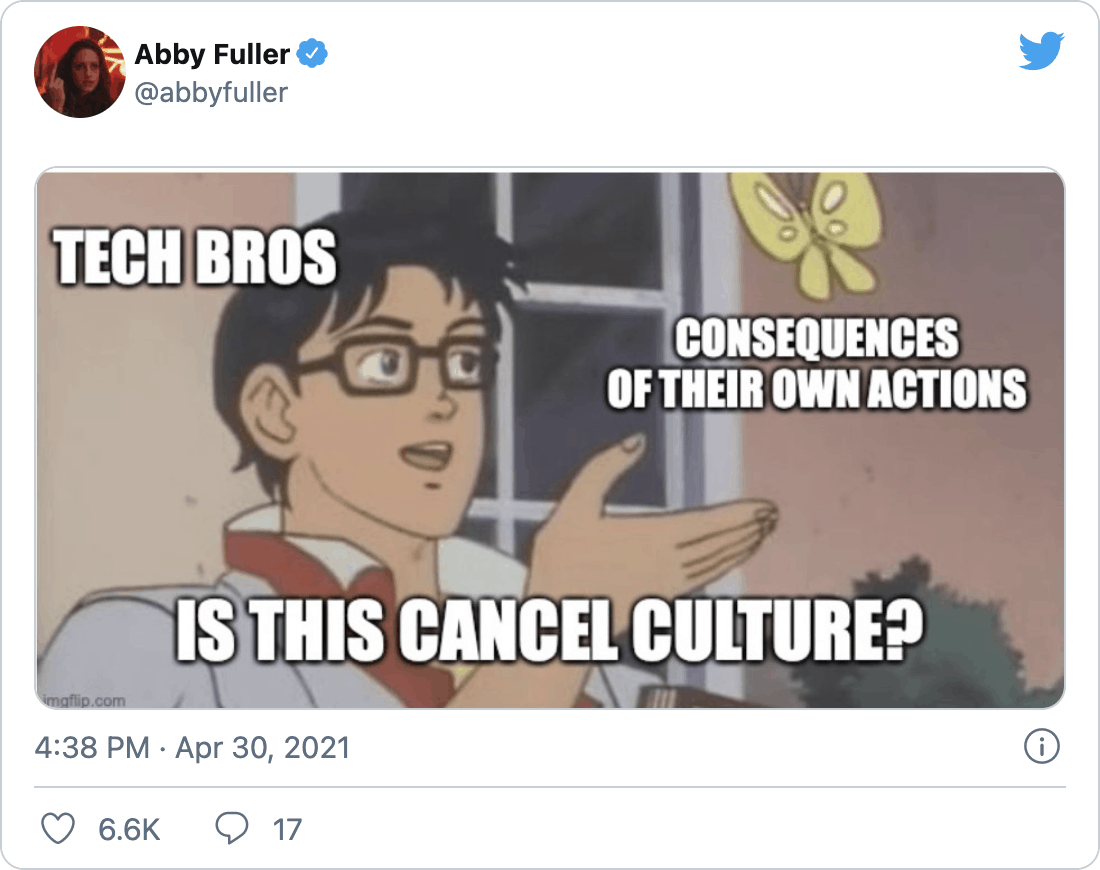 Abby Fuller
@abbyfuller
TECH BROS
CONSEQUENCES
OF THEIR OWN ACTIONS
IS THIS CANCEL CULTURE?
imgflip.com
4:38 PM · Apr 30, 2021
6.6K 17